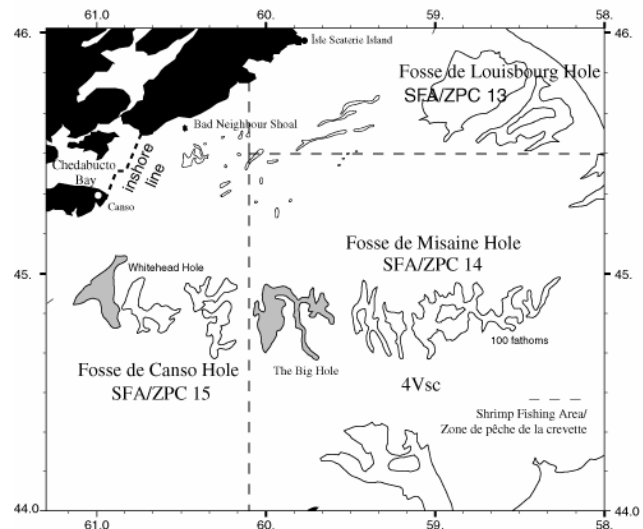 61.0 60. 59. 58.
46. 46.
Ísle Scaterie Island
Fosse de Louisbourg Hole
SFA/ZPC 13
Bad Neighbour Shoal
Chedabucto
Bay
inshore
line
Canso
Fosse de Misaine Hole
SFA/ZPC 14
45. 45.
Whitehead Hole
100 fathoms
The Big Hole
Fosse de Canso Hole
SFA/ZPC 15
4Vsc
Shrimp Fishing Area/
Zone de pêche de la crevette
44.0 44.0
61.0 60. 59. 58.